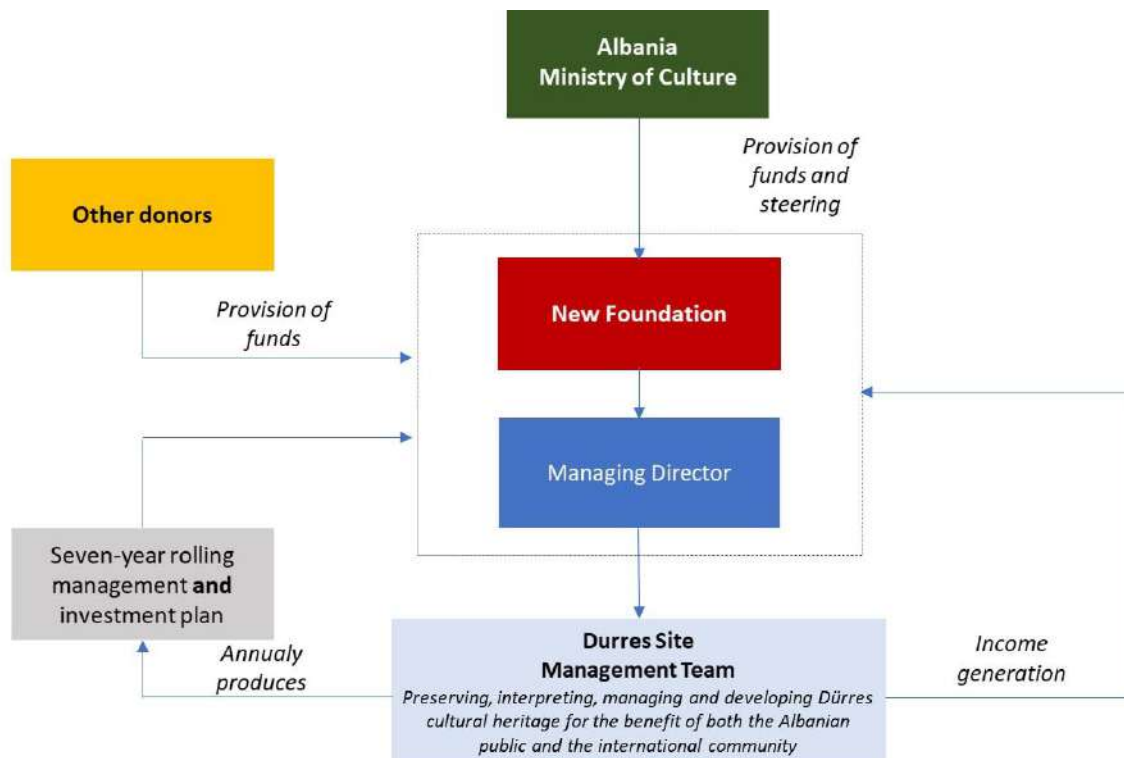 Albania
Ministry of Culture
Provision of
funds and
steering
Other donors
Provision of
funds
New Foundation
Managing Director
Seven-year rolling
management and
investment plan
Annualy
produces
Durres Site
Management Team
Preserving, interpreting, managing and developing Dürres
cultural heritage for the benefit of both the Albanian
public and the international community
Income
generation